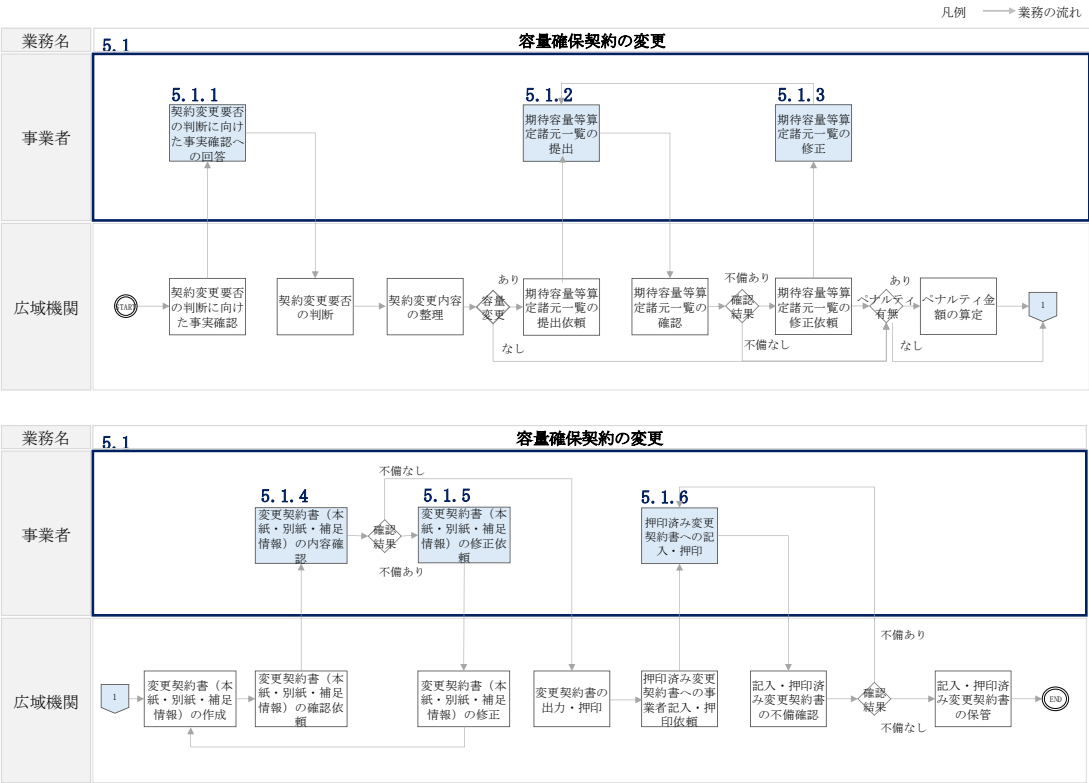 凡例 業務の流れ
業務名
5.1
容量確保契約の変更
事業者
5.1.1
契約変更要否
の判断に向け
た事実確認へ
の回答
5.1.2
期待容量等算
定諸元一覧の
提出
5.1.3
期待容量等算
定諸元一覧の
修正
広域機関
START
契約変更要否
の判断に向け
た事実確認
契約変更要否
の判断
契約変更内容
の整理
容量
変更
あり
なし
期待容量等算
定諸元一覧の
提出依頼
期待容量等算
定諸元一覧の
確認
不備あり
確認
結果
不備なし
期待容量等算
定諸元一覧の
修正依頼
あり
ペナルティ
有無
なし
ペナルティ金
額の算定
1
業務名
5.1
容量確保契約の変更
事業者
5.1.4
変更契約書（本
紙・別紙・補足
情報）の内容確
認
不備なし
確認
結果
不備あり
5.1.5
変更契約書（本
紙・別紙・補足
情報）の修正依
頼
5.1.6
押印済み変更
契約書への記
入・押印
広域機関
1
変更契約書（本
紙・別紙・補足
情報）の作成
変更契約書（本
紙・別紙・補足
情報）の確認依
頼
変更契約書（本
紙・別紙・補足
情報）の修正
変更契約書の
出力・押印
押印済み変更
契約書への事
業者記入・押
印依頼
記入・押印済
み変更契約書
の不備確認
不備あり
確認
結果
不備なし
記入・押印済
み変更契約書
の保管
END